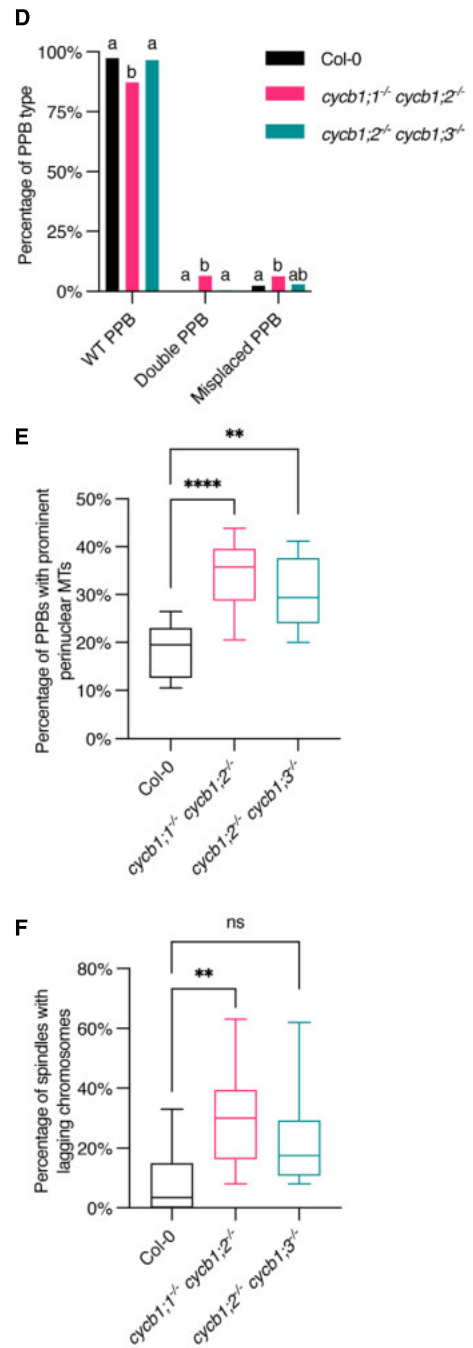 D
Percentage of PPB type
100%
75%
50%
25%
0%
a b a
a b a
a b ab
WT PPB
Double PPB
Misplaced PPB
Col-0
cycb1;1-/- cycb1;2-/-
cycb1;2-/- cycb1;3-/-
E
Percentage of PPBs with prominent
perinuclear MTs
50%
40%
30%
20%
10%
0%
**
****
Col-0
cycb1;1-/- cycb1;2-/-
cycb1;2-/- cycb1;3-/-
F
Percentage of spindles with
lagging chromosomes
80%
60%
40%
20%
0%
ns
**
Col-0
cycb1;1-/- cycb1;2-/-
cycb1;2-/- cycb1;3-/-